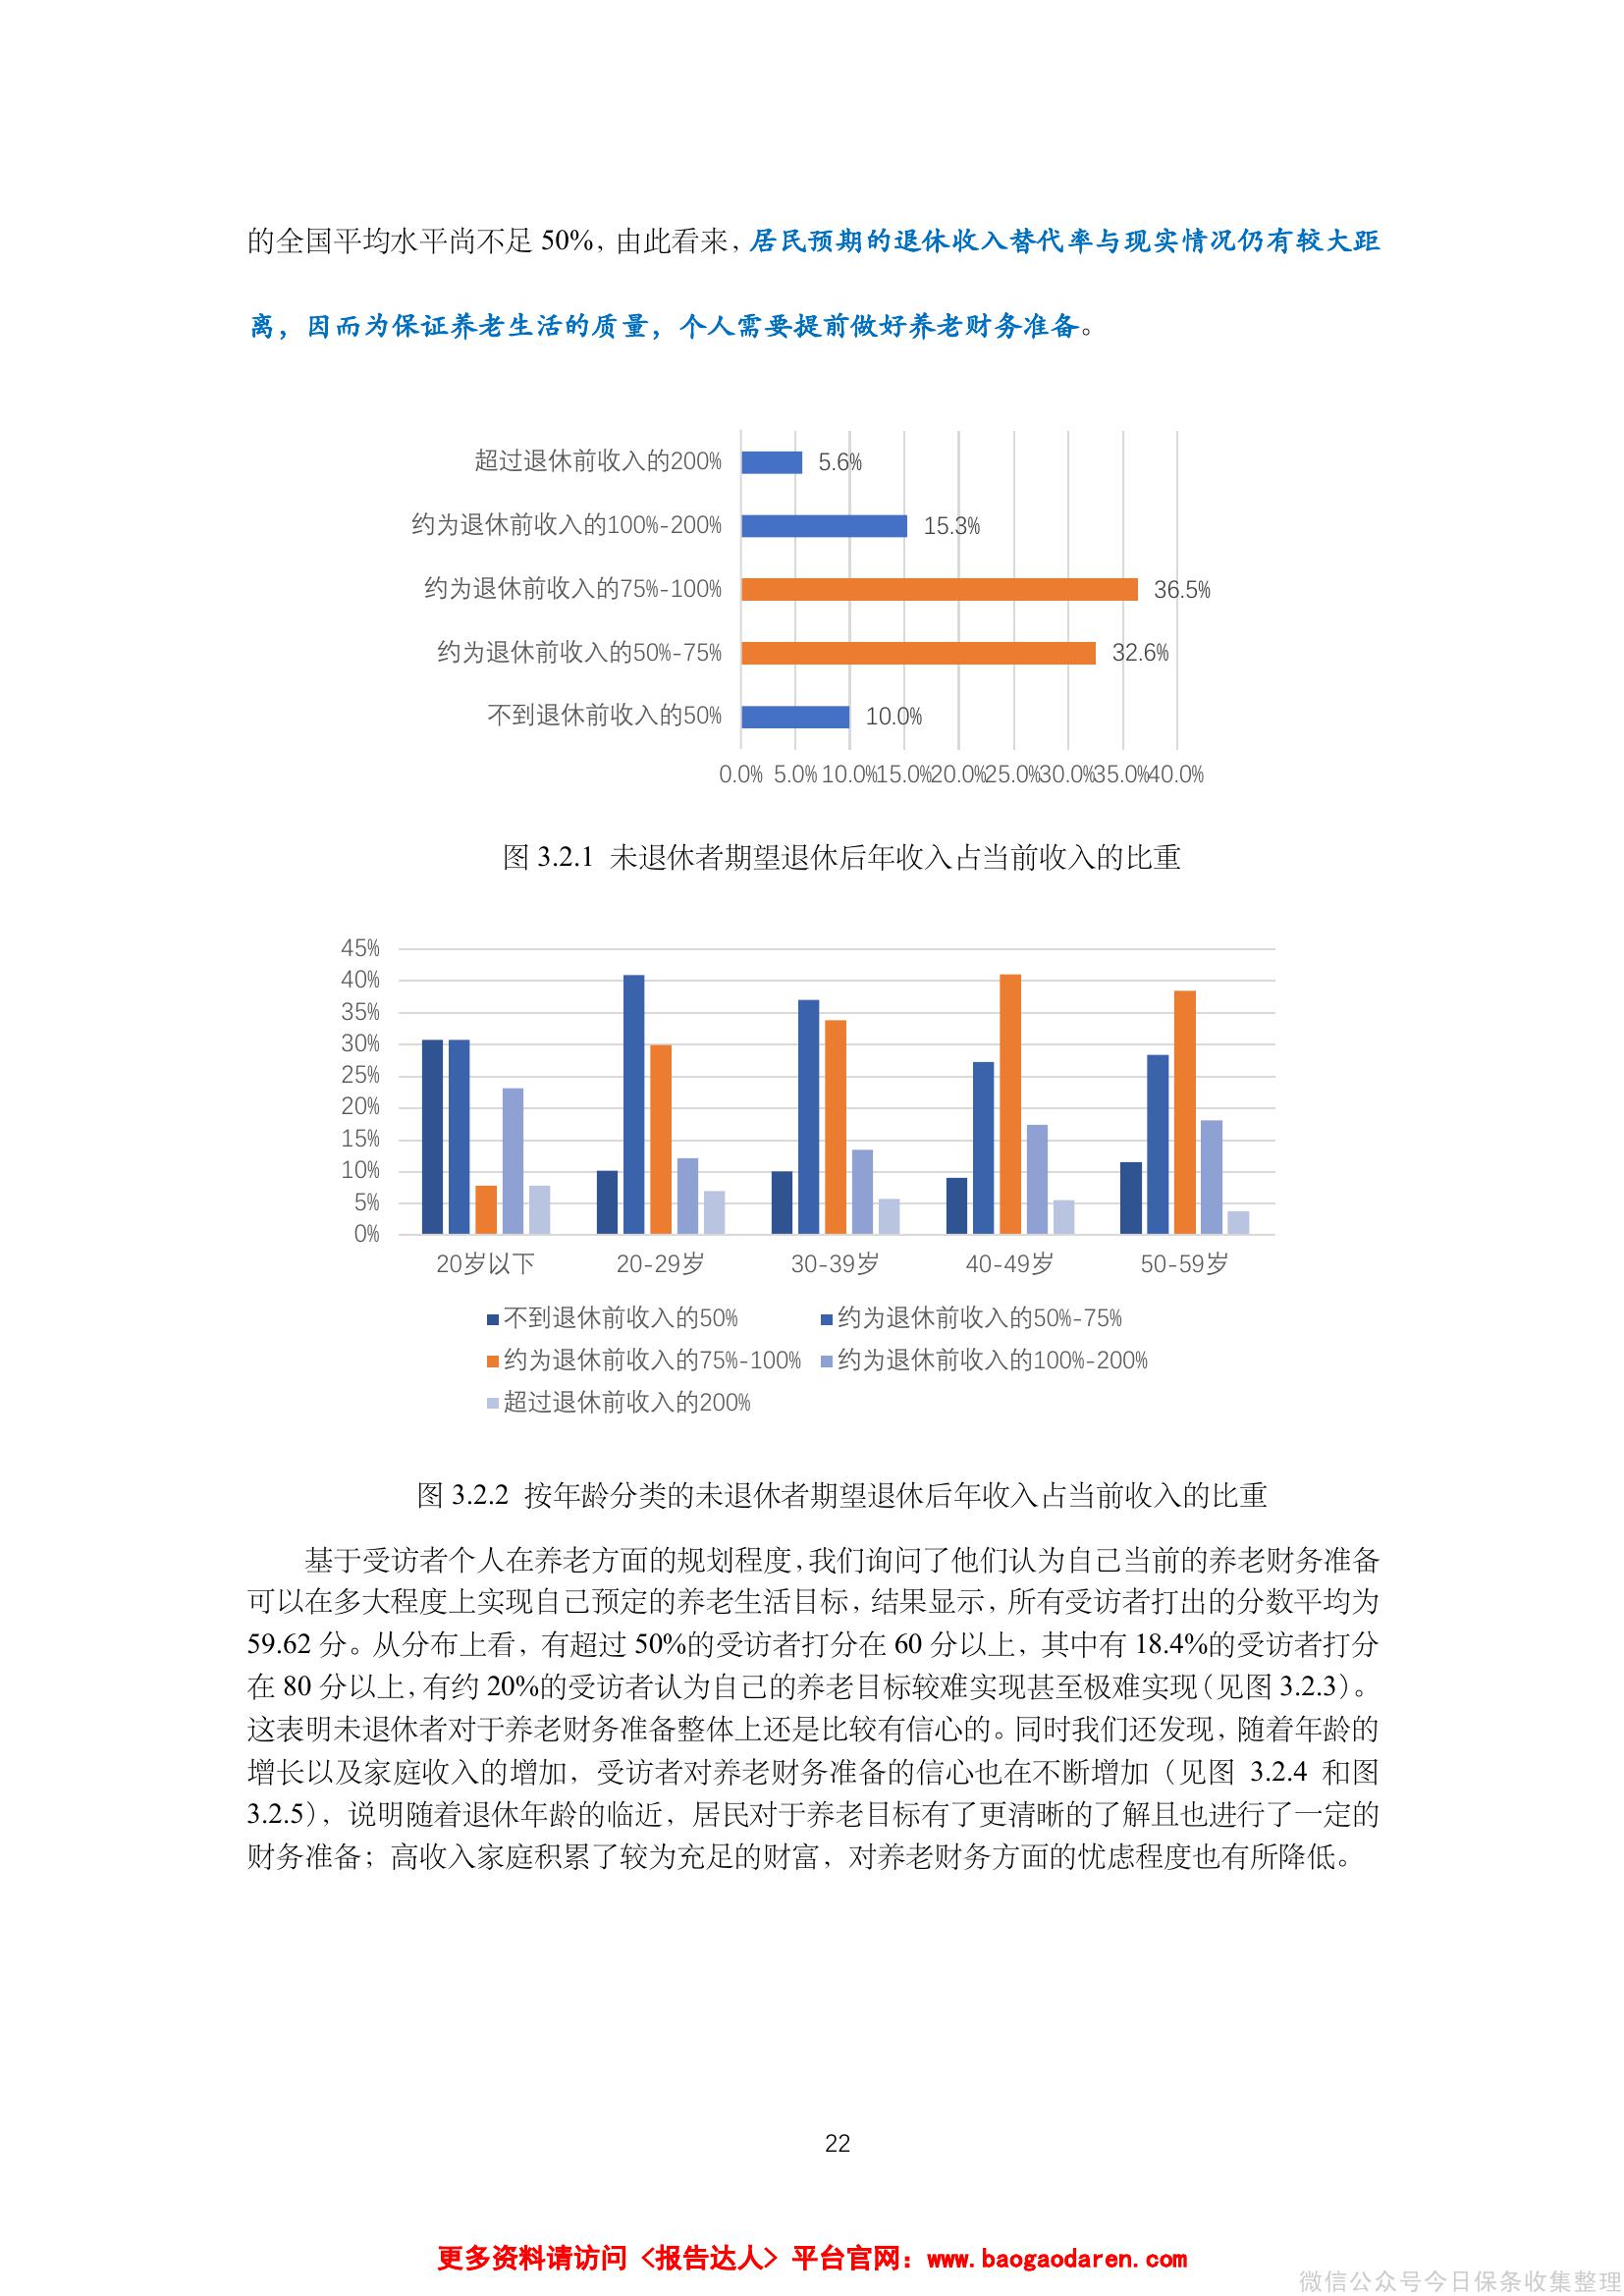 的全国平均水平尚不足 50%，由此看来，居民预期的退休收入替代率与现实情况仍有较大距
离，因而为保证养老生活的质量，个人需要提前做好养老财务准备。
超过退休前收入的200% 5.6%
约为退休前收入的100%-200% 15.3%
约为退休前收入的75%-100% 36.5%
约为退休前收入的50%-75% 32.6%
不到退休前收入的50% 10.0%
0.0% 5.0% 10.0% 15.0% 20.0% 25.0% 30.0% 35.0% 40.0%
图 3.2.1 未退休者期望退休后年收入占当前收入的比重
45%
40%
35%
30%
25%
20%
15%
10%
5%
0%
20岁以下 20-29岁 30-39岁 40-49岁 50-59岁
不到退休前收入的50% 约为退休前收入的50%-75%
约为退休前收入的75%-100% 约为退休前收入的100%-200%
超过退休前收入的200%
图 3.2.2 按年龄分类的未退休者期望退休后年收入占当前收入的比重
基于受访者个人在养老方面的规划程度，我们询问了他们认为自己当前的养老财务准备
可以在多大程度上实现自己预定的养老生活目标，结果显示，所有受访者打出的分数平均为
59.62 分。从分布上看，有超过 50%的受访者打分在 60 分以上，其中有 18.4%的受访者打分
在 80 分以上，有约 20%的受访者认为自己的养老目标较难实现甚至极难实现（见图 3.2.3）。
这表明未退休者对于养老财务准备整体上还是比较有信心的。同时我们还发现，随着年龄的
增长以及家庭收入的增加，受访者对养老财务准备的信心也在不断增加（见图 3.2.4 和图
3.2.5），说明随着退休年龄的临近，居民对于养老目标有了更清晰的了解且也进行了一定的
财务准备；高收入家庭积累了较为充足的财富，对养老财务方面的忧虑程度也有所降低。
22
更多资料请访问《报告达人》平台官网：www.baogaodaren.com
微信公众号今日保条收集整理